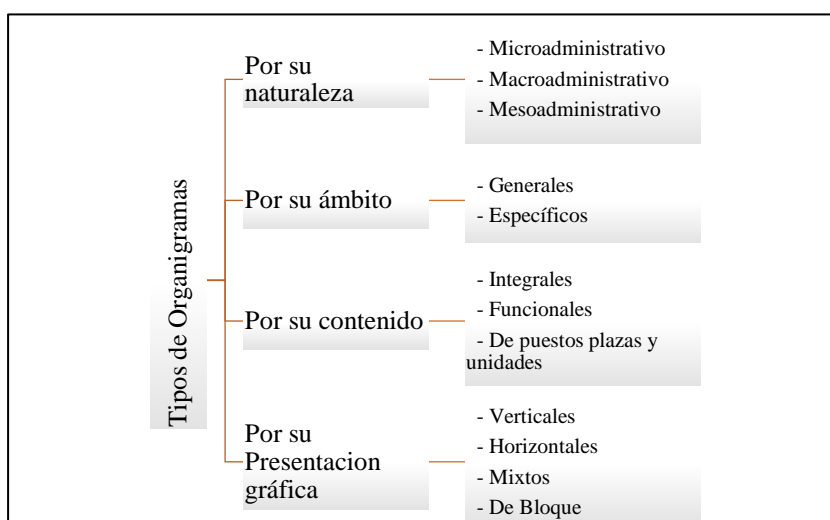 Tipos de Organigramas
Por su
naturaleza
- Microadministrativo
- Macroadministrativo
- Mesoadministrativo
Por su ámbito
- Generales
- Específicos
Por su contenido
- Integrales
- Funcionales
- De puestos plazas y
unidades
Por su
Presentacion
gráfica
- Verticales
- Horizontales
- Mixtos
- De Bloque